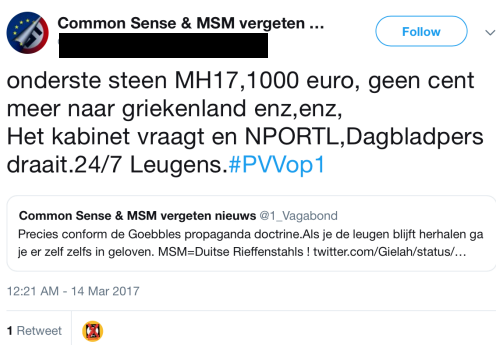 Common Sense & MSM vergeten ...
Follow
onderste steen MH17,1000 euro, geen cent
meer naar griekenland enz,enz,
Het kabinet vraagt en NPORTL,Dagbladpers
draait.24/7 Leugens.#PVVop1
Common Sense & MSM vergeten nieuws @1_Vagabond
Precies conform de Goebbles propaganda doctrine.Als je de leugen blijft herhalen ga
je er zelf zelfs in geloven. MSM=Duitse Rieffenstahls ! twitter.com/Gielah/status/...
12:21 AM - 14 Mar 2017
1 Retweet